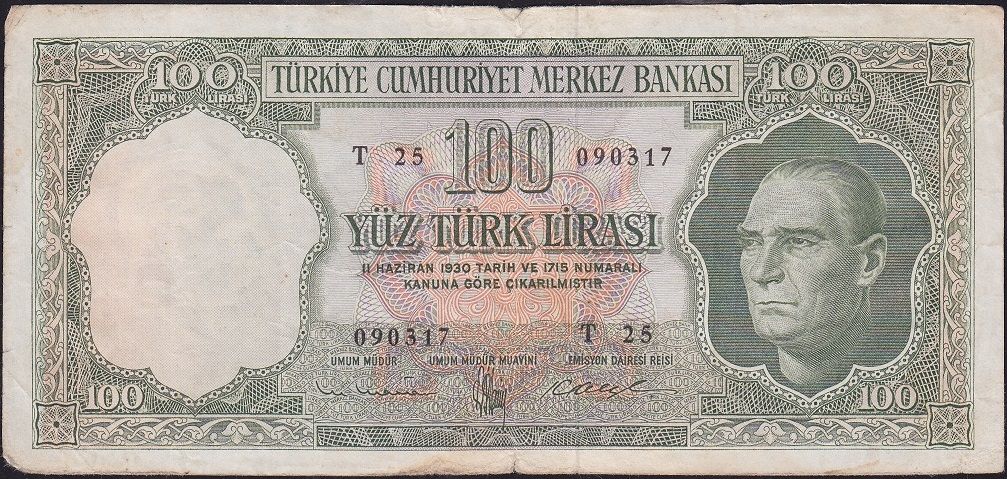 100 TÜRK LİRASI
TÜRKİYE CUMHURİYET MERKEZ BANKASI
100 TÜRK LİRASI
T 25 100 090317
YÜZ TÜRK LİRASI
11 HAZİRAN 1930 TARİH VE 1715 NUMARALI
KANUNA GÖRE ÇIKARILMIŞTIR
090317 T 25
UMUM MÜDÜR UMUM MÜDÜR MUAVİNİ EMİSYON DAİRESİ REİSİ
100 100